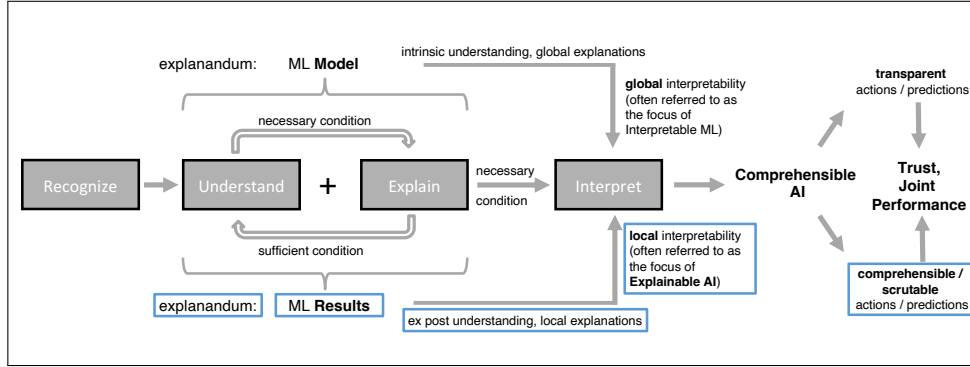 explanandum: ML Model
intrinsic understanding, global explanations
global interpretability
(often referred to as
the focus of
Interpretable ML)
transparent
actions / predictions
necessary condition
Recognize
Understand
+
Explain
necessary
condition
Interpret
Comprehensible
AI
Trust,
Joint
Performance
sufficient condition
local interpretability
(often referred to as
the focus of
Explainable AI)
comprehensible /
scrutable
actions / predictions
explanandum: ML Results
ex post understanding, local explanations